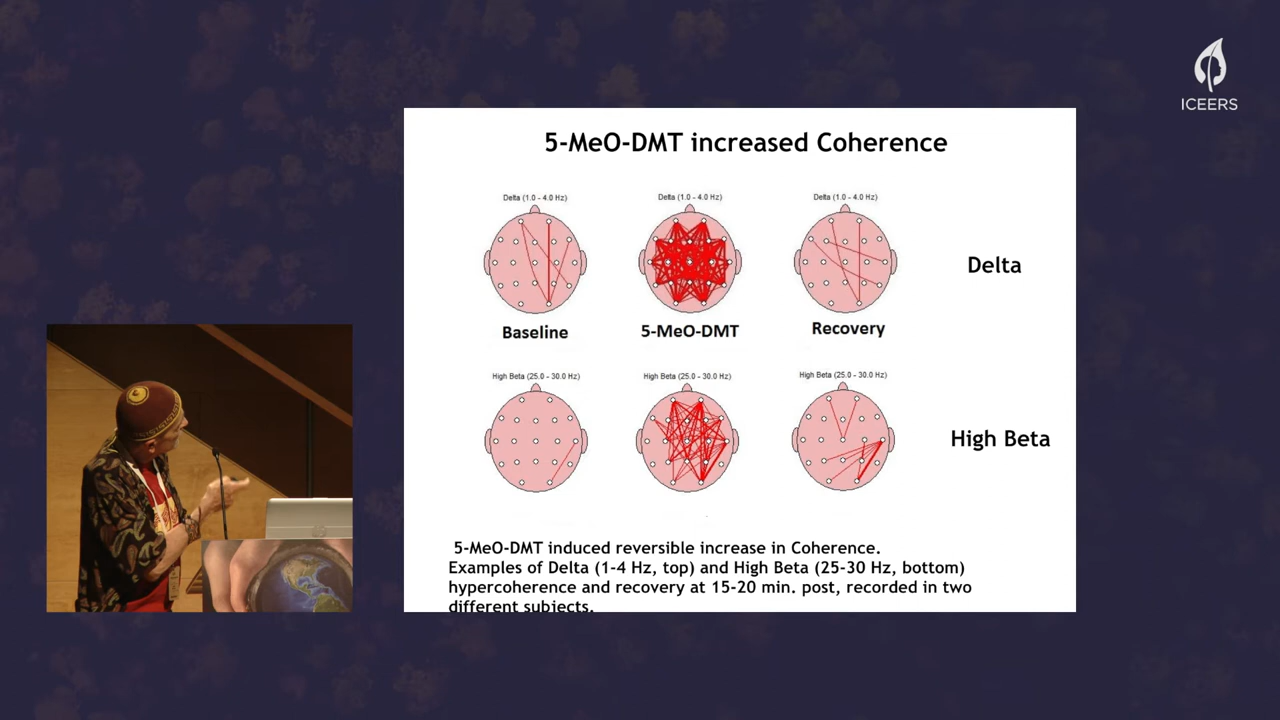 ICEERS
5-MeO-DMT increased Coherence
Delta (1.0 - 4.0 Hz)
Delta (1.0 - 4.0 Hz)
Delta (1.0 - 4.0 Hz)
Delta
Baseline
5-MeO-DMT
Recovery
High Beta (25.0 - 30.0 Hz)
High Beta (25.0 - 30.0 Hz)
High Beta (25.0 - 30.0 Hz)
High Beta
5-MeO-DMT induced reversible increase in Coherence.
Examples of Delta (1-4 Hz, top) and High Beta (25-30 Hz, bottom)
hypercoherence and recovery at 15-20 min. post, recorded in two
different subjects.